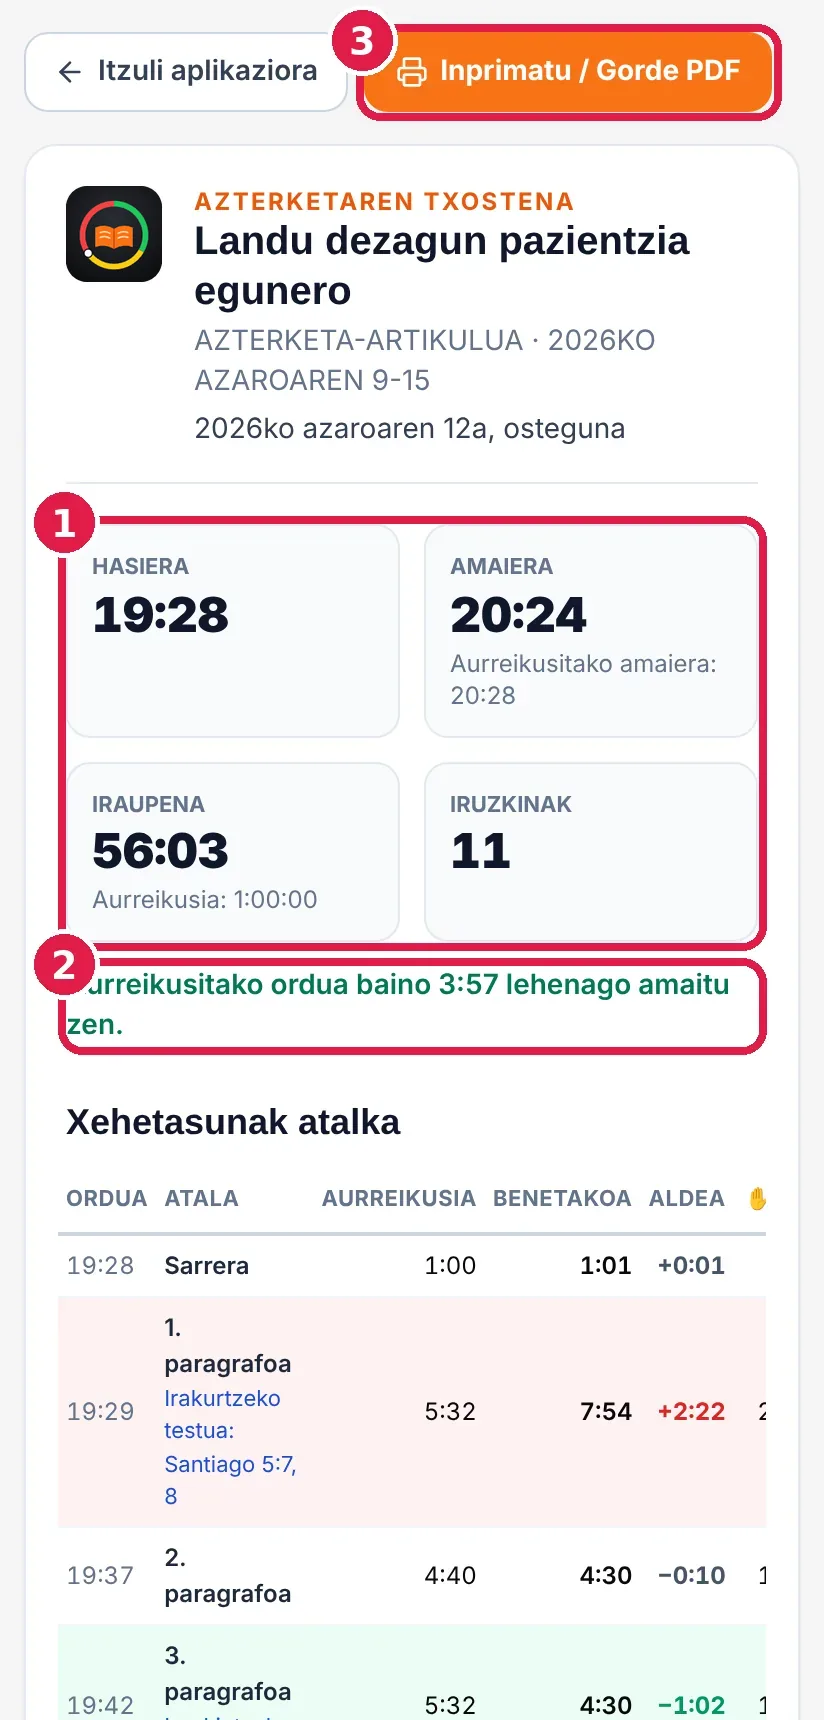 Itzuli aplikaziora
3
Inprimatu / Gorde PDF
AZTERKETAREN TXOSTENA
Landu dezagun pazientzia
egunero
AZTERKETA-ARTIKULUA · 2026KO
AZAROAREN 9-15
2026ko azaroaren 12a, osteguna
1
HASIERA
19:28
AMAIERA
20:24
Aurreikusitako amaiera:
20:28
IRAUPENA
56:03
Aurreikusia: 1:00:00
IRUZKINAK
11
2
urreikusitako ordua baino 3:57 lehenago amaitu
zen.
Xehetasunak atalka
ORDUA ATALA AURREIKUSIA BENETAKOA ALDEA ✋
19:28 Sarrera 1:00 1:01 +0:01
1.
paragrafoa
Irakurtzeko
testua:
Santiago 5:7,
8
19:29 5:32 7:54 +2:22 2
2.
paragrafoa
19:37 4:40 4:30 −0:10 1
3.
paragrafoa
19:42 5:32 4:30 −1:02 1